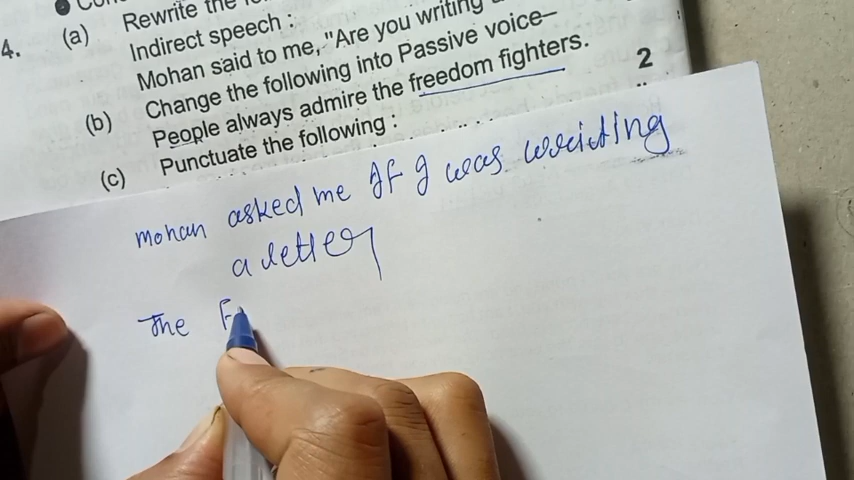 4. (a) Rewrite the
Indirect speech :
Mohan said to me, "Are you writing
(b) Change the following into Passive voice—
People always admire the freedom fighters. 2
(c) Punctuate the following :
Mohan asked me If I was writing
a letter
The F